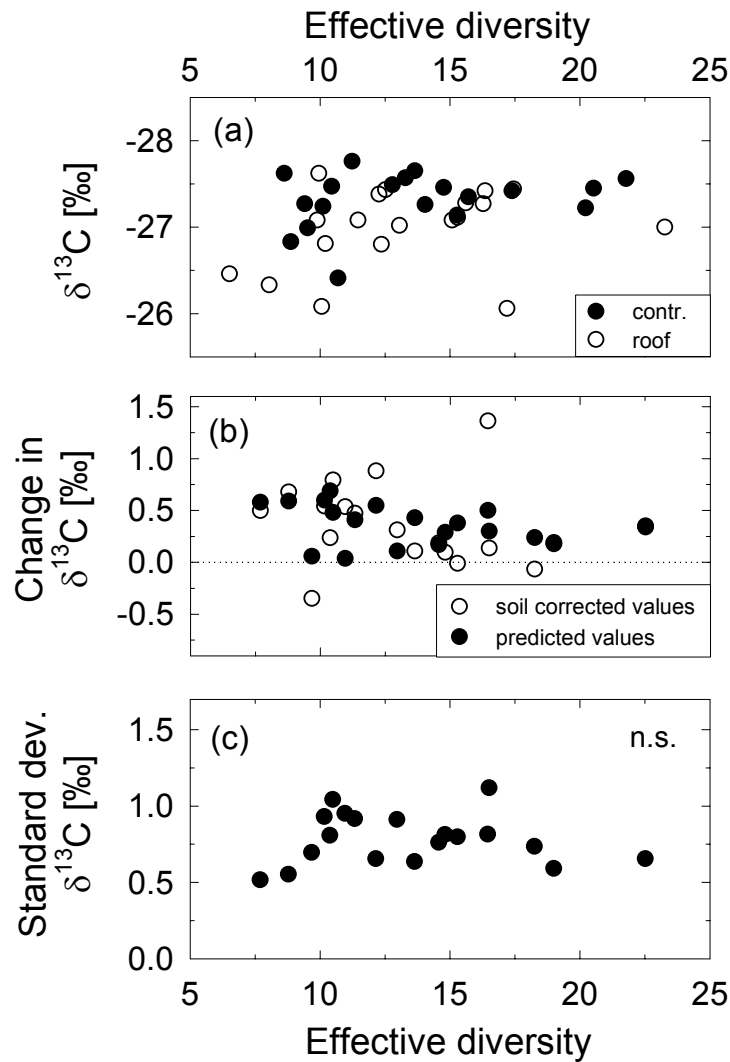 Effective diversity
5 10 15 20 25
(a)
-28
-27
-26
δ¹³C [‰]
contr.
roof
(b)
1.5
1.0
0.5
0.0
-0.5
Change in
δ¹³C [‰]
soil corrected values
predicted values
(c)
n.s.
1.5
1.0
0.5
0.0
Standard dev.
δ¹³C [‰]
5 10 15 20 25
Effective diversity